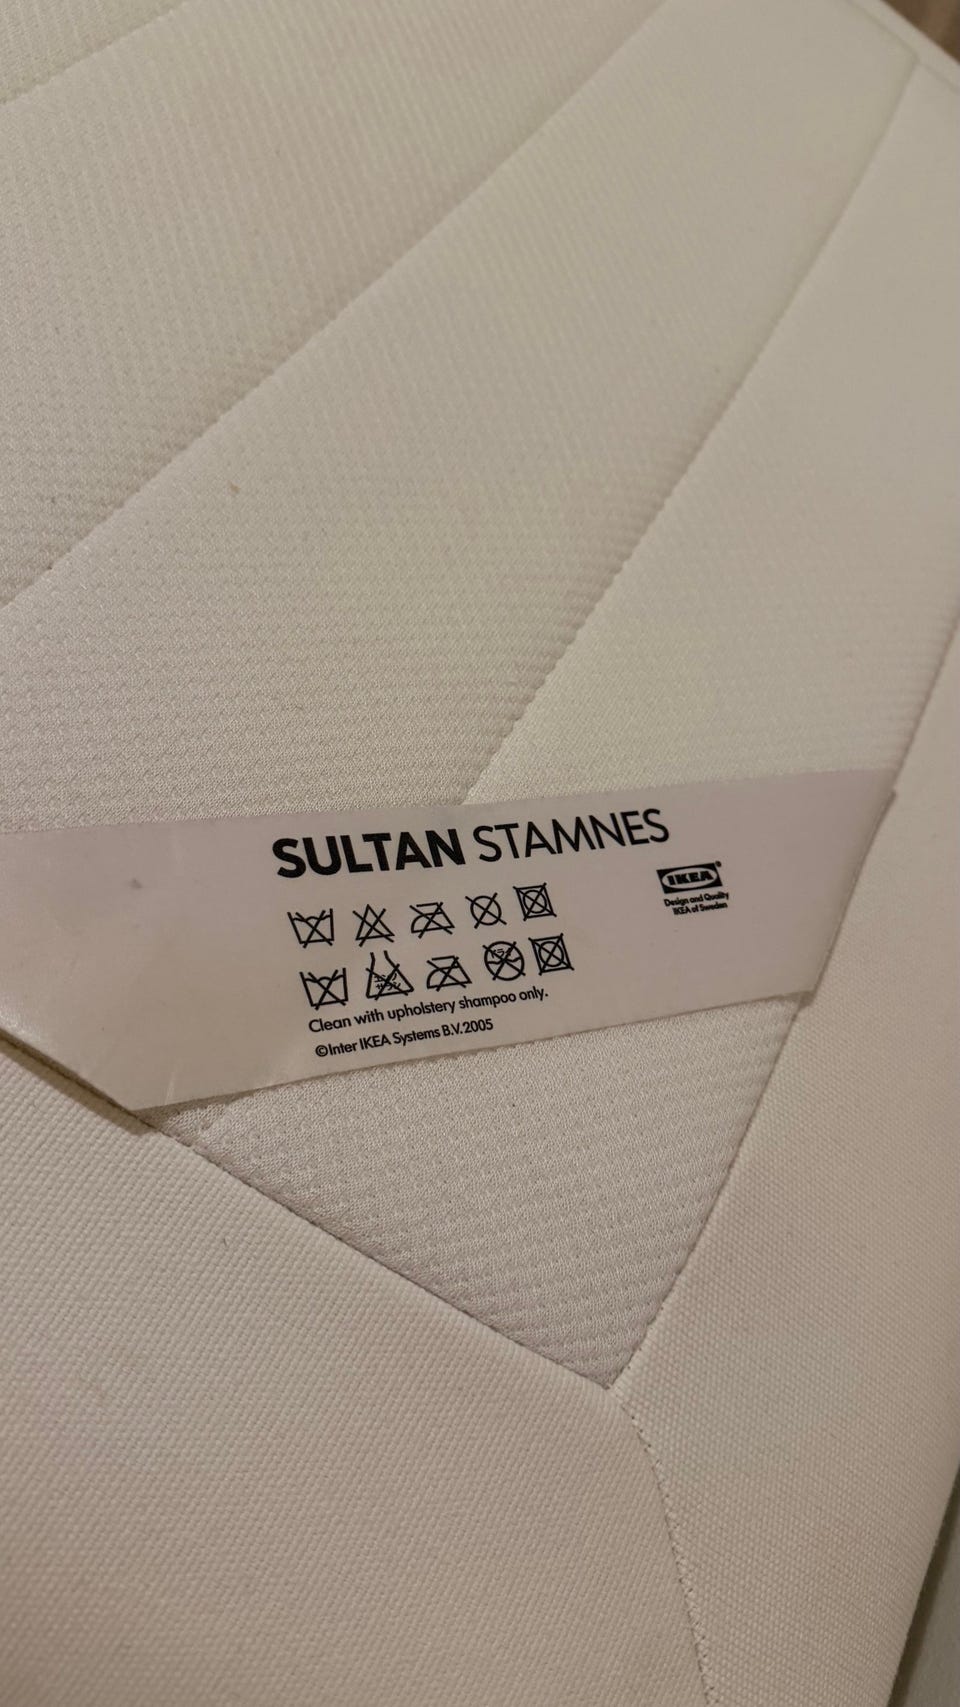 SULTAN STAMNES
IKEA
Design and Quality
IKEA of Sweden
Clean with upholstery shampoo only.
©Inter IKEA Systems B.V. 2005